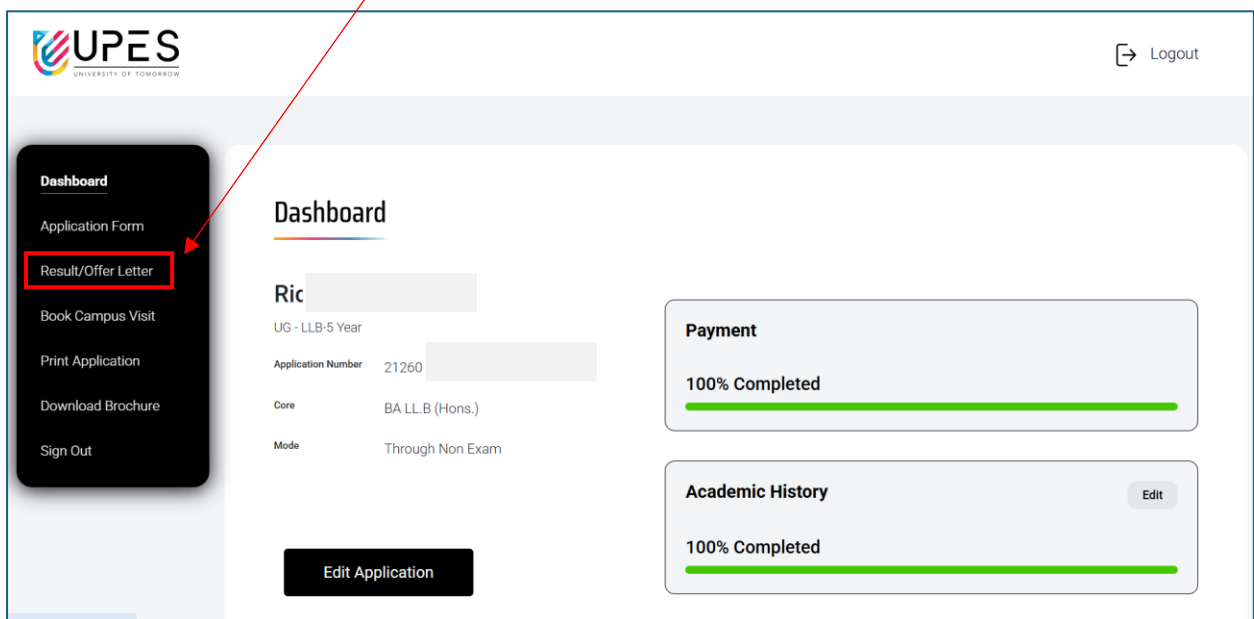 UPES
UNIVERSITY OF TOMORROW
Logout
Dashboard
Application Form
Result/Offer Letter
Book Campus Visit
Print Application
Download Brochure
Sign Out
Dashboard
Ric
UG - LLB-5 Year
Application Number 21260
Core BA LL.B (Hons.)
Mode Through Non Exam
Edit Application
Payment
100% Completed
Academic History Edit
100% Completed